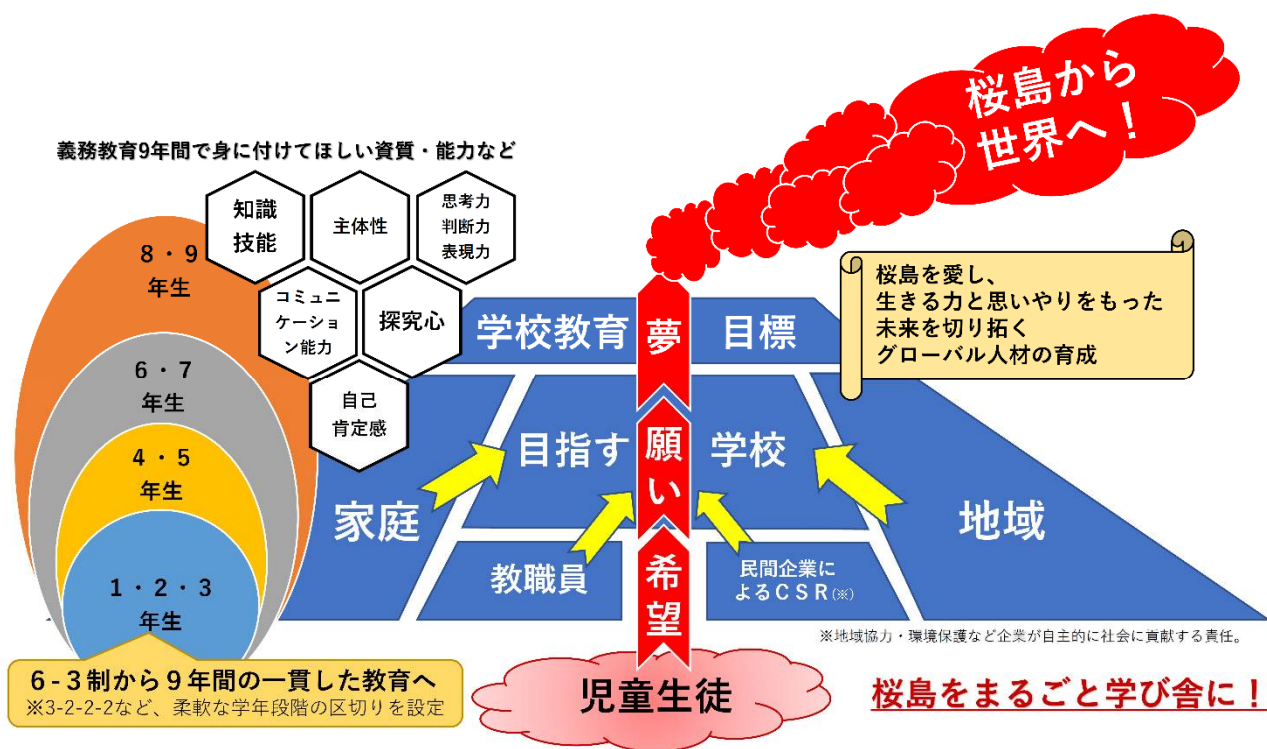 桜島から
世界へ！
義務教育9年間で身に付けてほしい資質・能力など
知識
技能
主体性
思考力
判断力
表現力
コミュニ
ケーショ
ン能力
探究心
自己
肯定感
8・9
年生
6・7
年生
4・5
年生
1・2・3
年生
6-3制から9年間の一貫した教育へ
※3-2-2-2など、柔軟な学年段階の区切りを設定
学校教育
夢
目標
桜島を愛し、
生きる力と思いやりをもった
未来を切り拓く
グローバル人材の育成
目指す
願い
学校
家庭
地域
教職員
希望
民間企業に
よるCSR(※)
※地域協力・環境保護など企業が自主的に社会に貢献する責任。
児童生徒
桜島をまるごと学び舎に！